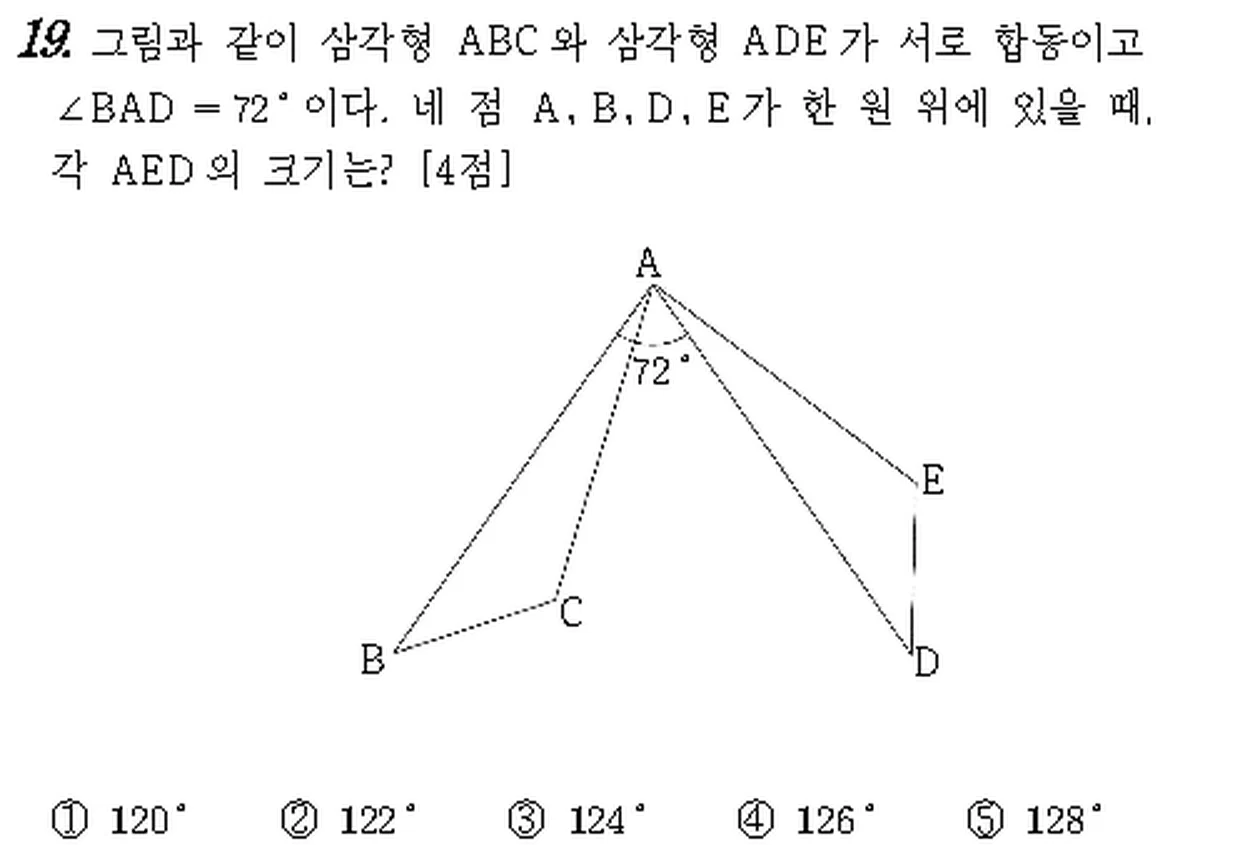 19. 그림과 같이 삼각형 ABC와 삼각형 ADE가 서로 합동이고
∠BAD = 72°이다. 네 점 A, B, D, E가 한 원 위에 있을 때,
각 AED의 크기는? [4점]
A
72°
E
C
B
D
① 120° ② 122° ③ 124° ④ 126° ⑤ 128°